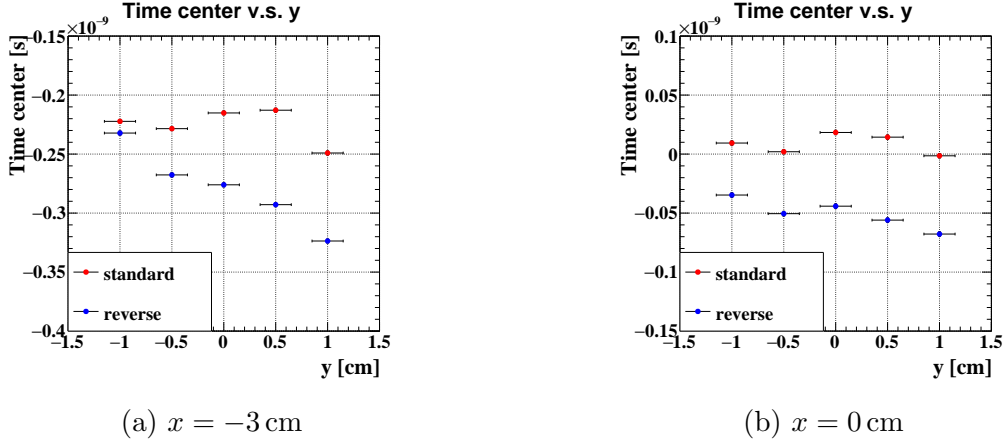 Time center v.s. y
×10⁻⁹
Time center [s]
−0.15
−0.2
−0.25
−0.3
−0.35
−0.4
−1.5 −1 −0.5 0 0.5 1 1.5
y [cm]
standard
reverse
(a) x = −3 cm
Time center v.s. y
×10⁻⁹
Time center [s]
0.1
0.05
0
−0.05
−0.1
−0.15
−1.5 −1 −0.5 0 0.5 1 1.5
y [cm]
standard
reverse
(b) x = 0 cm